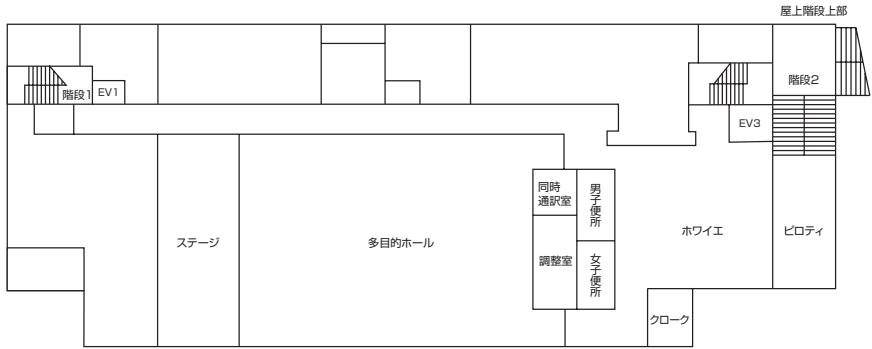 屋上階段上部
階段1
EV1
階段2
EV3
同時
通訳室
男子便所
ステージ
多目的ホール
ホワイエ
ピロティ
調整室
女子便所
クローク